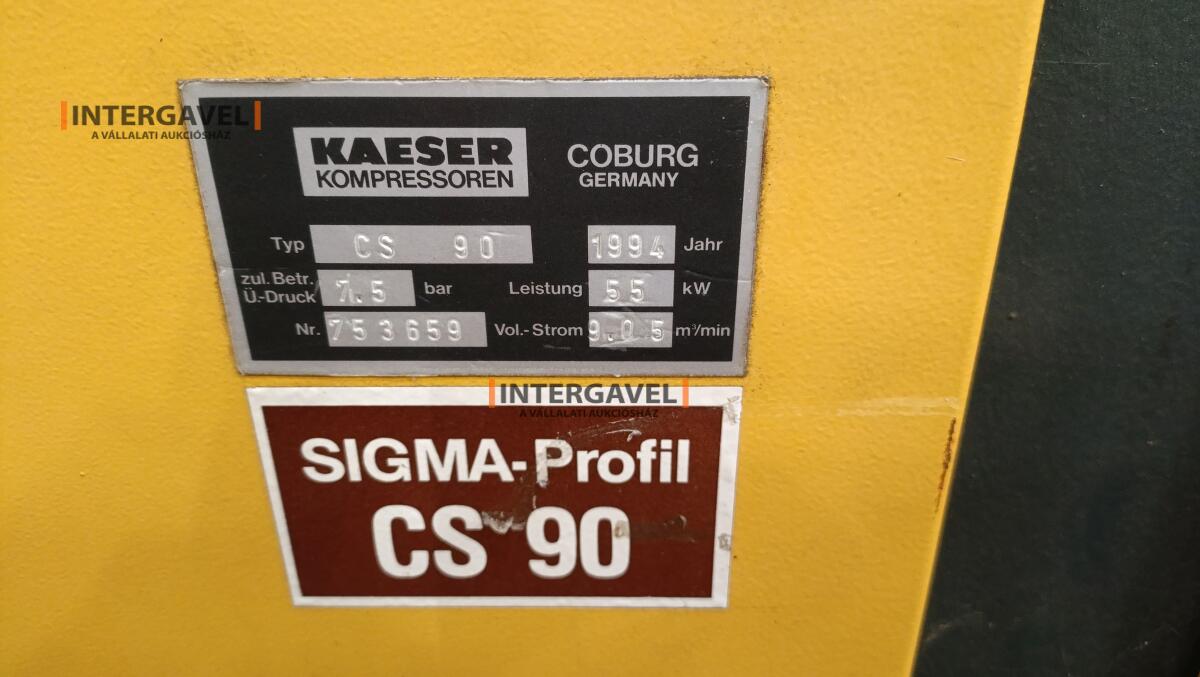 INTERGAVEL
A VÁLLALATI AUKCIÓSHÁZ
KAESER
KOMPRESSOREN
COBURG
GERMANY
Typ CS 90 1994 Jahr
zul. Betr. Ü.-Druck 7.5 bar Leistung 55 kW
Nr. 753659 Vol.-Strom 9.05 m³/min
INTERGAVEL
A VÁLLALATI AUKCIÓSHÁZ
SIGMA-Profil
CS 90